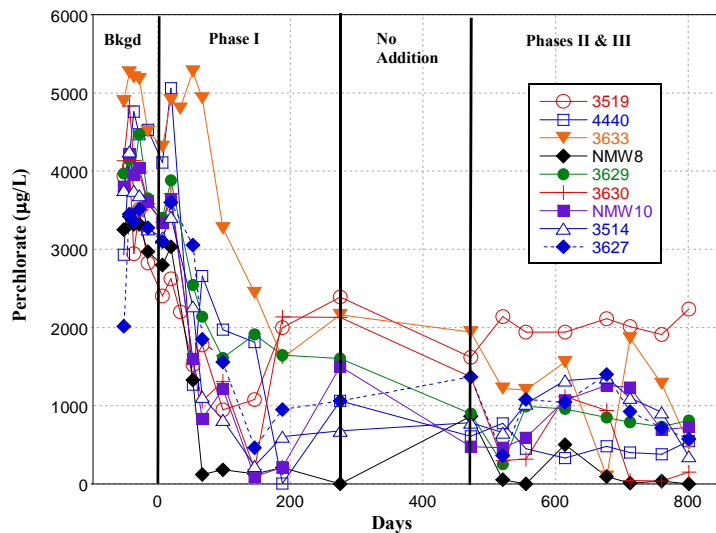 Bkgd
Phase I
No
Addition
Phases II & III
6000
5000
4000
3000
2000
1000
0
Perchlorate (µg/L)
3519
4440
3633
NMW8
3629
3630
NMW10
3514
3627
0
200
400
600
800
Days